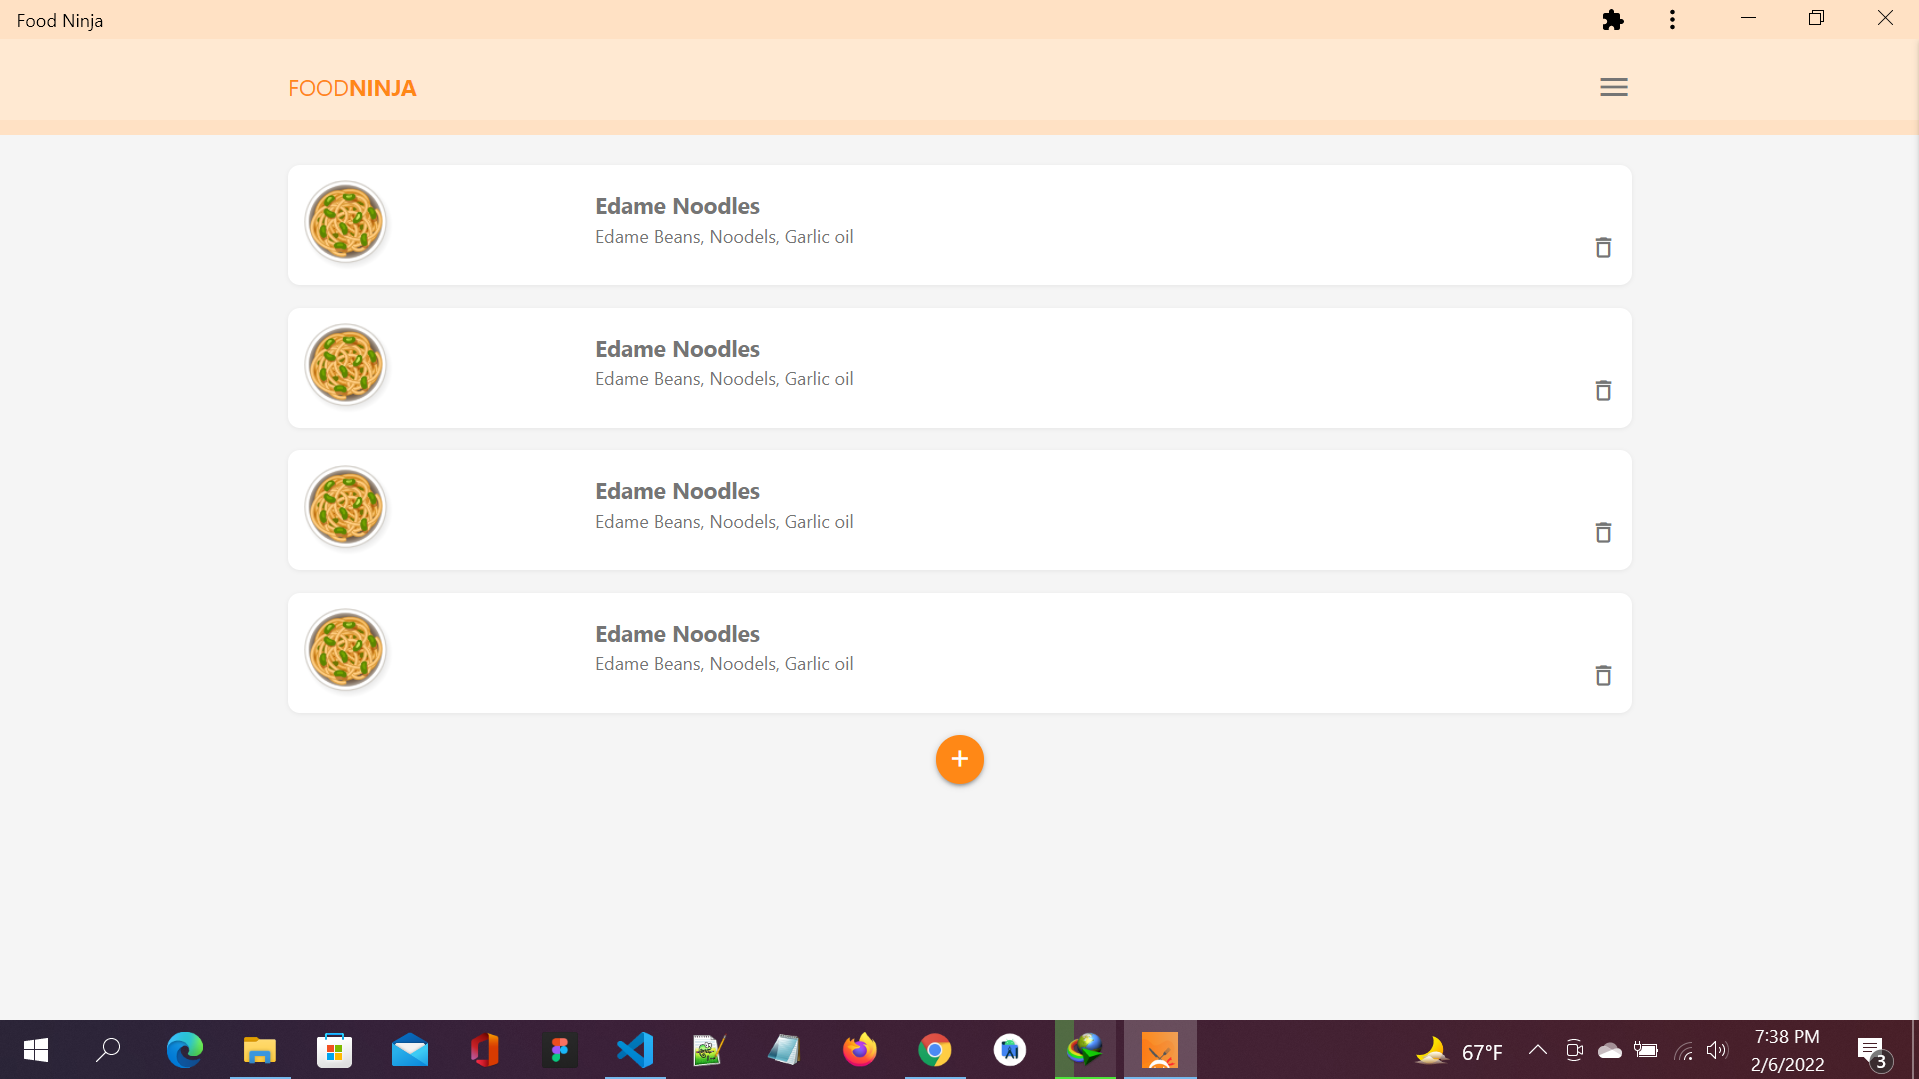 Food Ninja
FOODNINJA
Edame Noodles
Edame Beans, Noodels, Garlic oil
Edame Noodles
Edame Beans, Noodels, Garlic oil
Edame Noodles
Edame Beans, Noodels, Garlic oil
Edame Noodles
Edame Beans, Noodels, Garlic oil
67°F
7:38 PM
2/6/2022
3